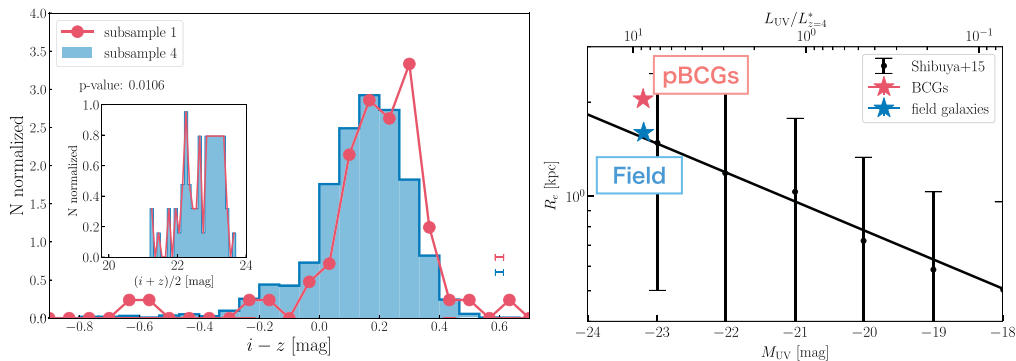 4.0
3.5
3.0
2.5
2.0
1.5
1.0
0.5
0.0
N normalized
subsample 1
subsample 4
p-value: 0.0106
1.0
0.8
0.6
0.4
0.2
0.0
N normalized
20 22 24
(i + z)/2 [mag]
−0.8 −0.6 −0.4 −0.2 0.0 0.2 0.4 0.6
i − z [mag]
L_UV/L*_z=4
10^1 10^0 10^-1
Shibuya+15
BCGs
field galaxies
pBCGs
Field
10^0
R_e [kpc]
−24 −23 −22 −21 −20 −19 −18
M_UV [mag]